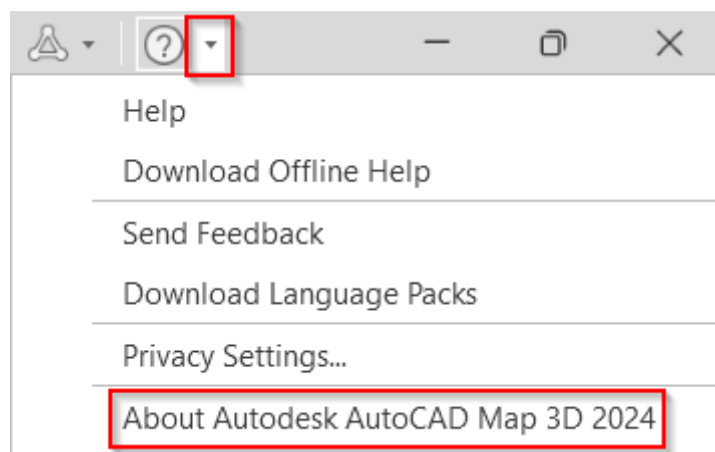 Help
Download Offline Help
Send Feedback
Download Language Packs
Privacy Settings...
About Autodesk AutoCAD Map 3D 2024